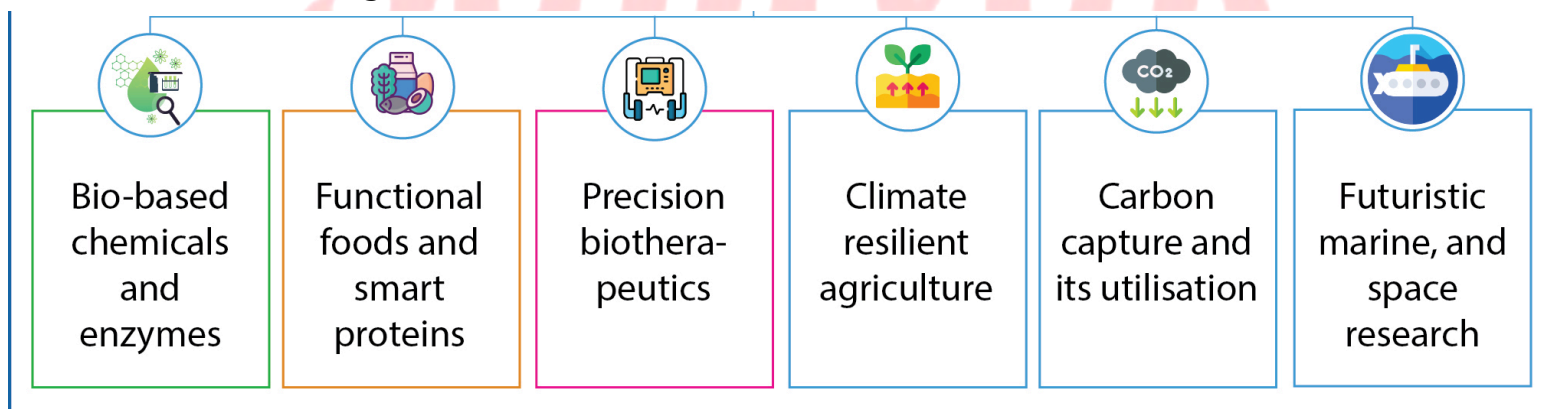 Bio-based
chemicals
and
enzymes
Functional
foods and
smart
proteins
Precision
biothera-
peutics
Climate
resilient
agriculture
CO₂
Carbon
capture and
its utilisation
Futuristic
marine, and
space
research